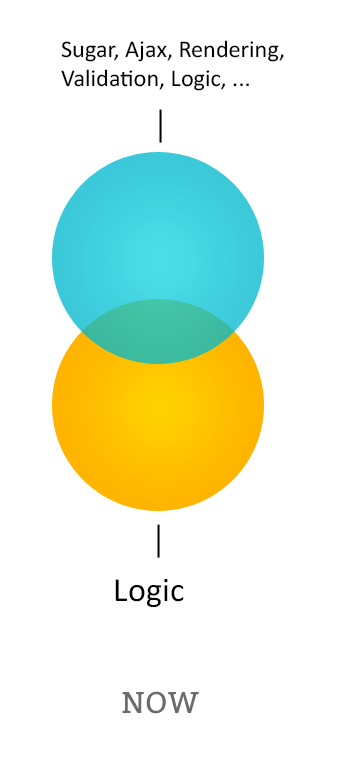 Sugar, Ajax, Rendering,
Validation, Logic, ...
Logic
NOW